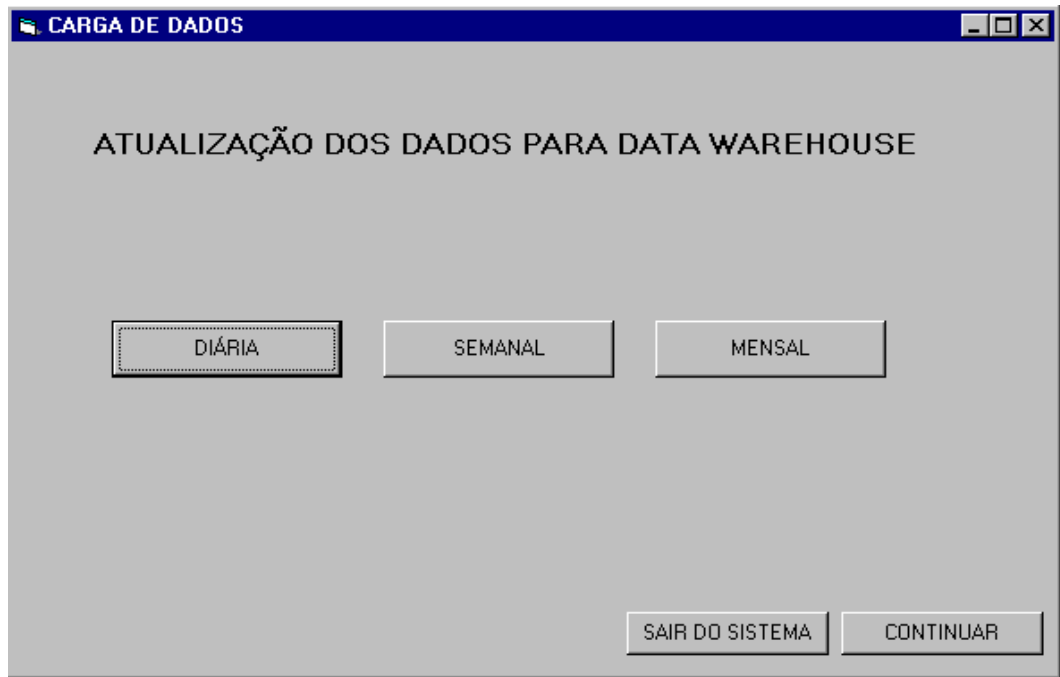 CARGA DE DADOS
ATUALIZAÇÃO DOS DADOS PARA DATA WAREHOUSE
DIÁRIA SEMANAL MENSAL
SAIR DO SISTEMA CONTINUAR